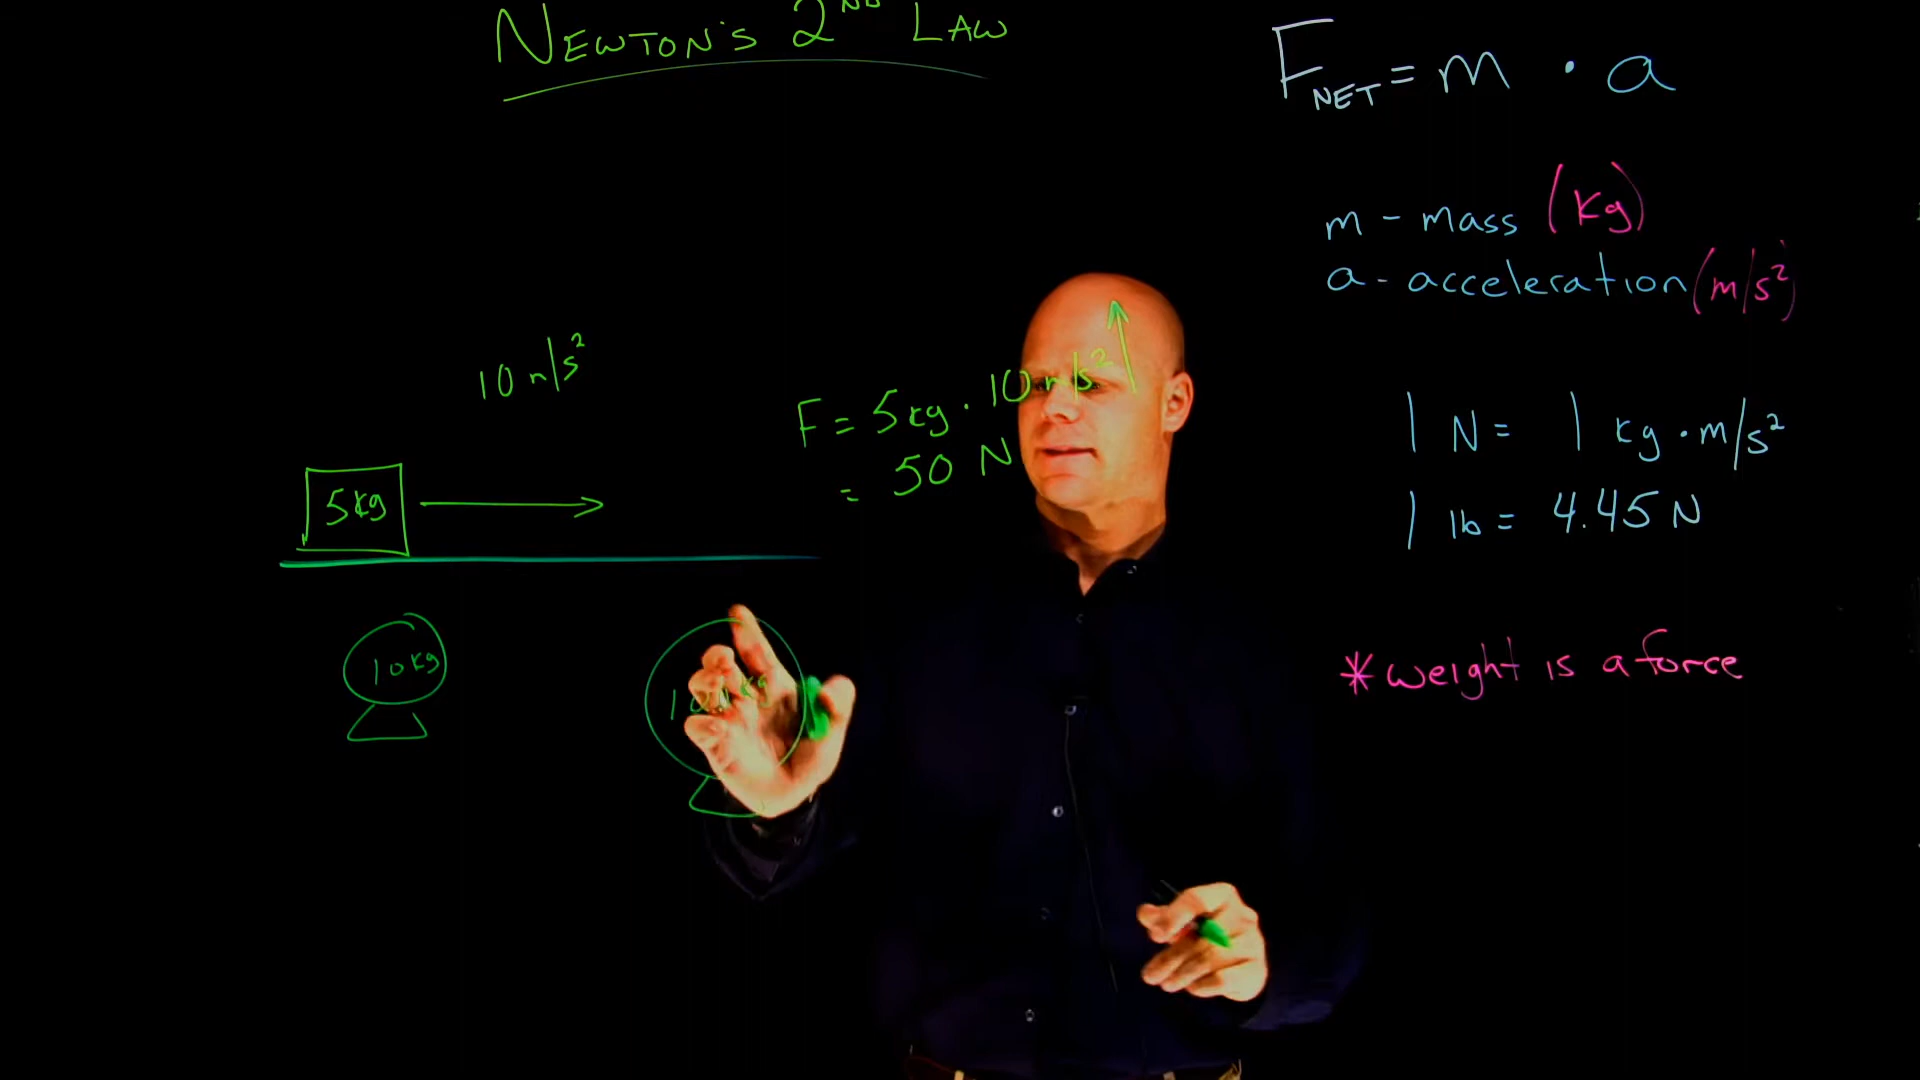 NEWTON'S 2ND LAW
FNET = m · a
m - mass (kg)
a - acceleration (m/s²)
10 m/s²
F = 5kg · 10 m/s²
= 50 N
5kg
1 N = 1 kg · m/s²
1 lb = 4.45 N
10kg
kg
* weight is a force